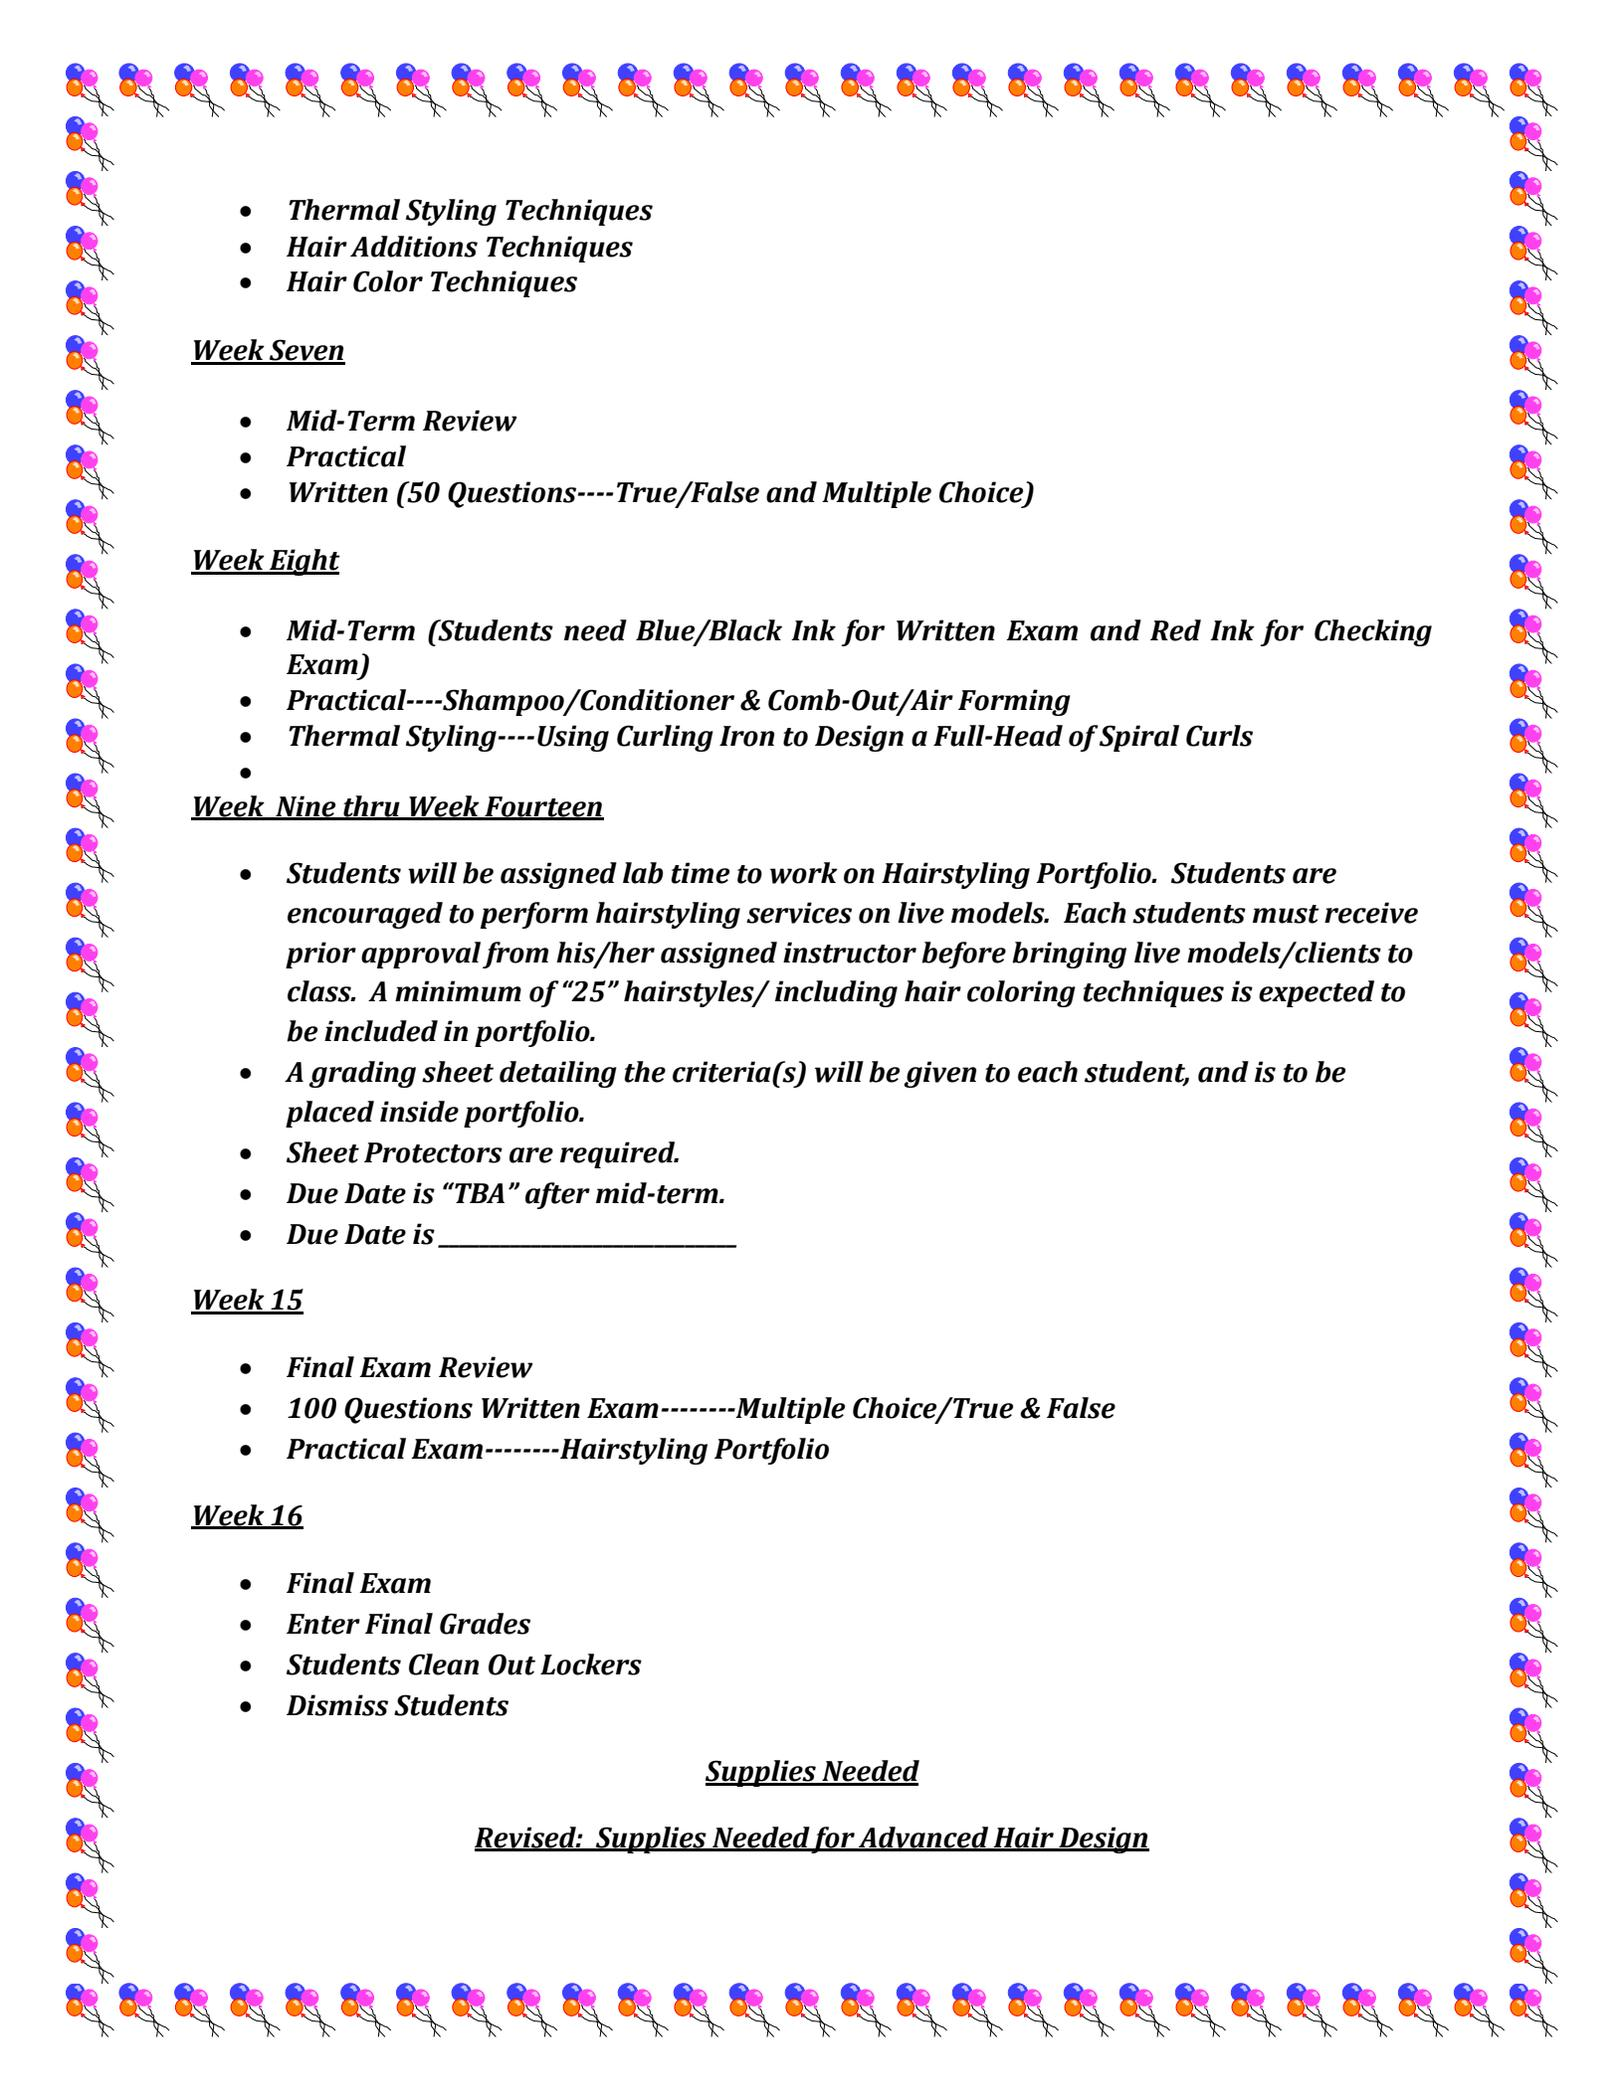 • Thermal Styling Techniques
• Hair Additions Techniques
• Hair Color Techniques
Week Seven
• Mid-Term Review
• Practical
• Written (50 Questions----True/False and Multiple Choice)
Week Eight
• Mid-Term (Students need Blue/Black Ink for Written Exam and Red Ink for Checking
Exam)
• Practical----Shampoo/Conditioner & Comb-Out/Air Forming
• Thermal Styling----Using Curling Iron to Design a Full-Head of Spiral Curls
•
Week  Nine thru Week Fourteen
• Students will be assigned lab time to work on Hairstyling Portfolio.  Students are
encouraged to perform hairstyling services on live models.  Each students must receive
prior approval from his/her assigned instructor before bringing live models/clients to
class.  A minimum of “25” hairstyles/ including hair coloring techniques is expected to
be included in portfolio.
• A grading sheet detailing the criteria(s) will be given to each student, and is to be
placed inside portfolio.
• Sheet Protectors are required.
• Due Date is “TBA” after mid-term.
• Due Date is ____________________________
Week 15
• Final Exam Review
• 100 Questions Written Exam--------Multiple Choice/True & False
• Practical Exam--------Hairstyling Portfolio
Week 16
• Final Exam
• Enter Final Grades
• Students Clean Out Lockers
• Dismiss Students
Supplies Needed
Revised:  Supplies Needed for Advanced Hair Design